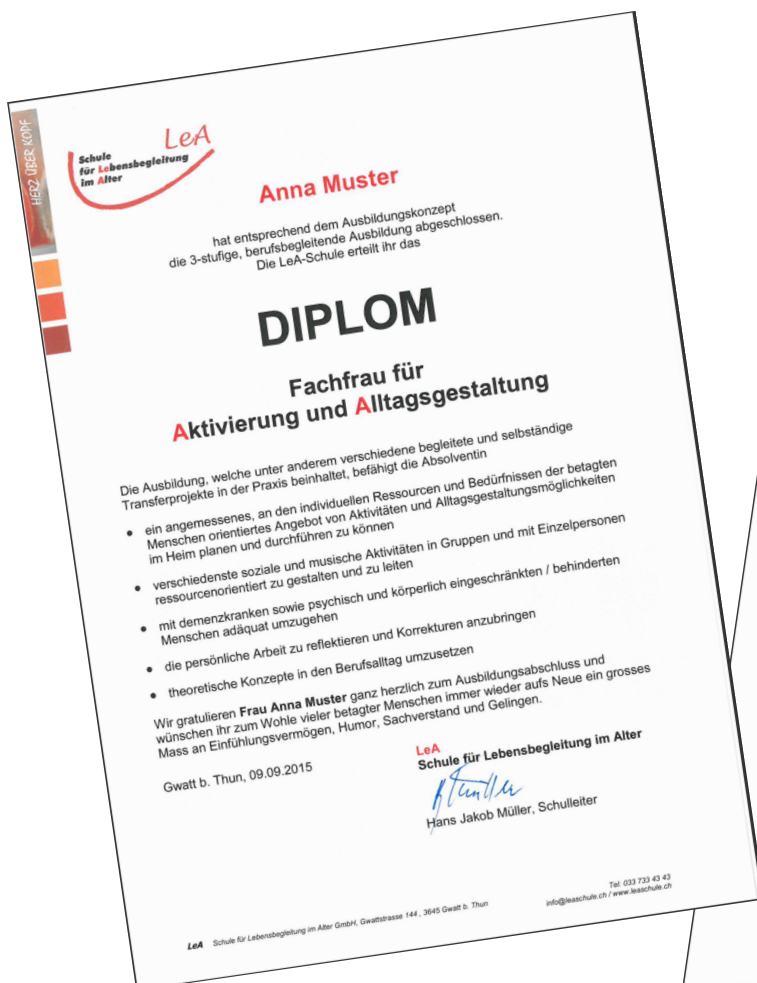 HERZ ÜBER KOPF
LeA
Schule
für Lebensbegleitung
im Alter
Anna Muster
hat entsprechend dem Ausbildungskonzept
die 3-stufige, berufsbegleitende Ausbildung abgeschlossen.
Die LeA-Schule erteilt ihr das
DIPLOM
Fachfrau für
Aktivierung und Alltagsgestaltung
Die Ausbildung, welche unter anderem verschiedene begleitete und selbständige
Transferprojekte in der Praxis beinhaltet, befähigt die Absolventin
• ein angemessenes, an den individuellen Ressourcen und Bedürfnissen der betagten
Menschen orientiertes Angebot von Aktivitäten und Alltagsgestaltungsmöglichkeiten
im Heim planen und durchführen zu können
• verschiedenste soziale und musische Aktivitäten in Gruppen und mit Einzelpersonen
ressourcenorientiert zu gestalten und zu leiten
• mit demenzkranken sowie psychisch und körperlich eingeschränkten / behinderten
Menschen adäquat umzugehen
• die persönliche Arbeit zu reflektieren und Korrekturen anzubringen
• theoretische Konzepte in den Berufsalltag umzusetzen
Wir gratulieren Frau Anna Muster ganz herzlich zum Ausbildungsabschluss und
wünschen ihr zum Wohle vieler betagter Menschen immer wieder aufs Neue ein grosses
Mass an Einfühlungsvermögen, Humor, Sachverstand und Gelingen.
Gwatt b. Thun, 09.09.2015
LeA
Schule für Lebensbegleitung im Alter
Hans Jakob Müller, Schulleiter
LeA Schule für Lebensbegleitung im Alter GmbH, Gwattstrasse 144 , 3645 Gwatt b. Thun
Tel. 033 733 43 43
info@leaschule.ch / www.leaschule.ch